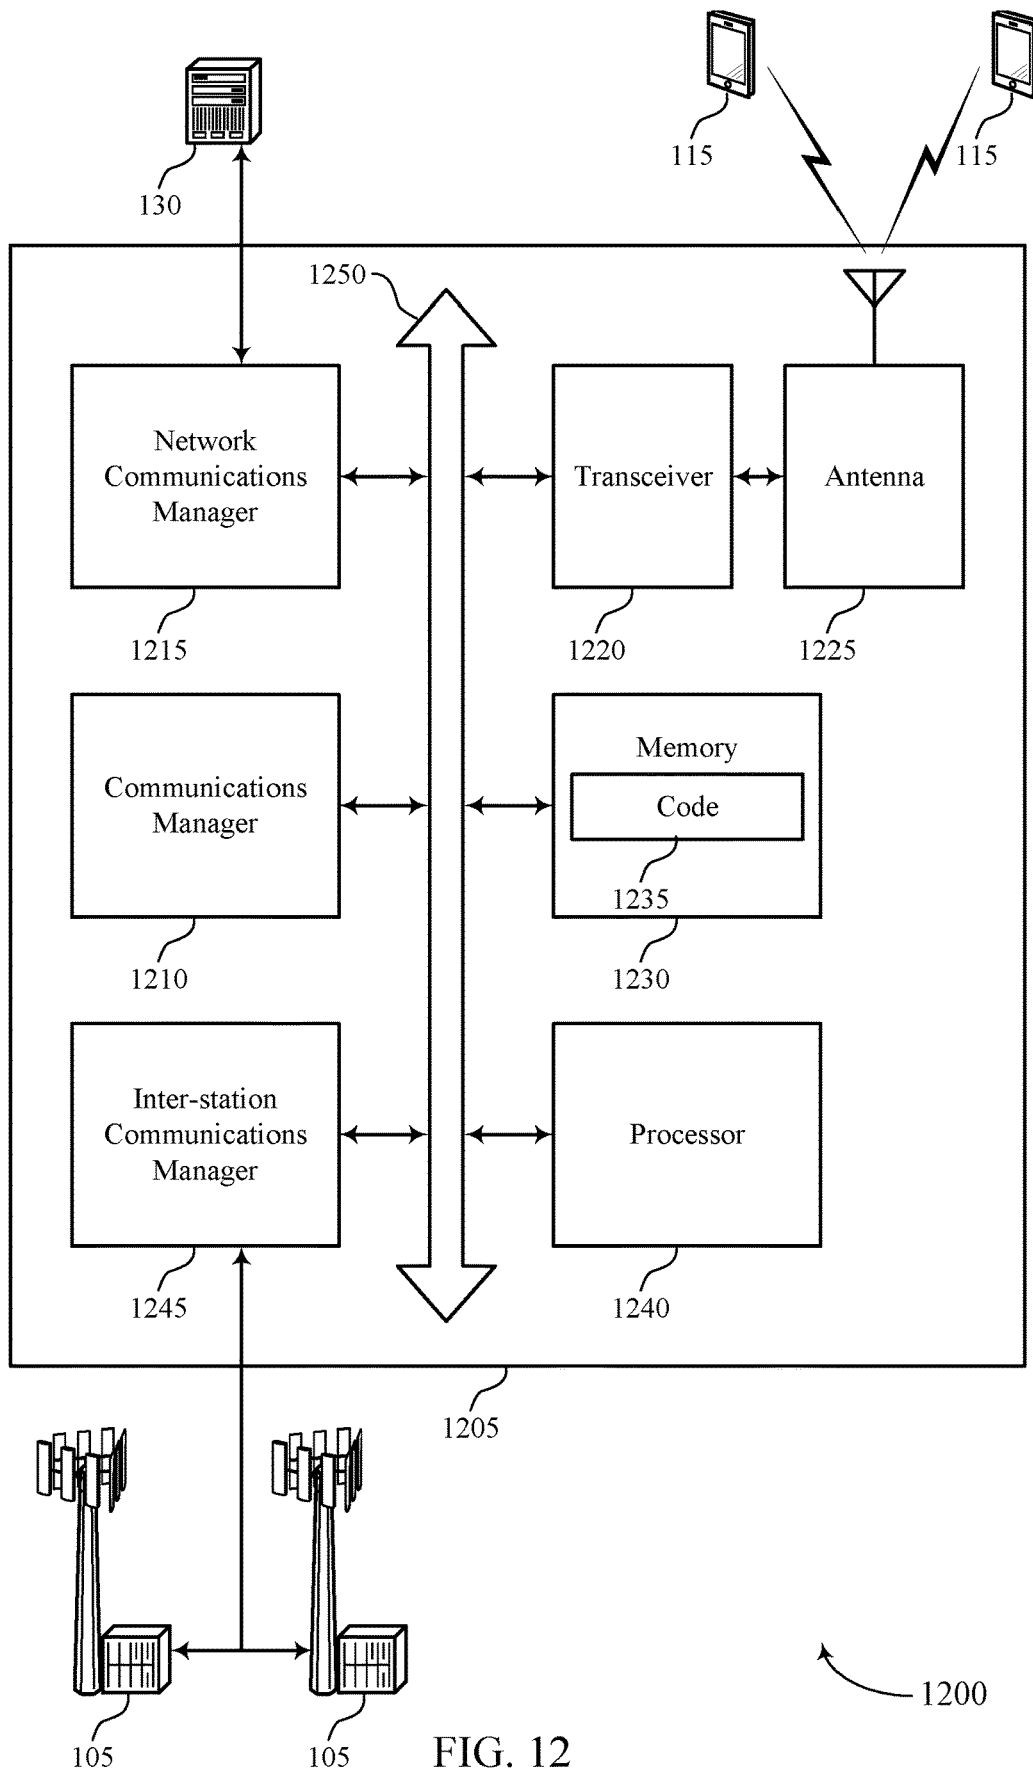 115
115
130
1250
Network
Communications
Manager
Transceiver
Antenna
1215
1220
1225
Communications
Manager
Memory
Code
1235
1210
1230
Inter-station
Communications
Manager
Processor
1245
1240
1205
105
105
1200
FIG. 12